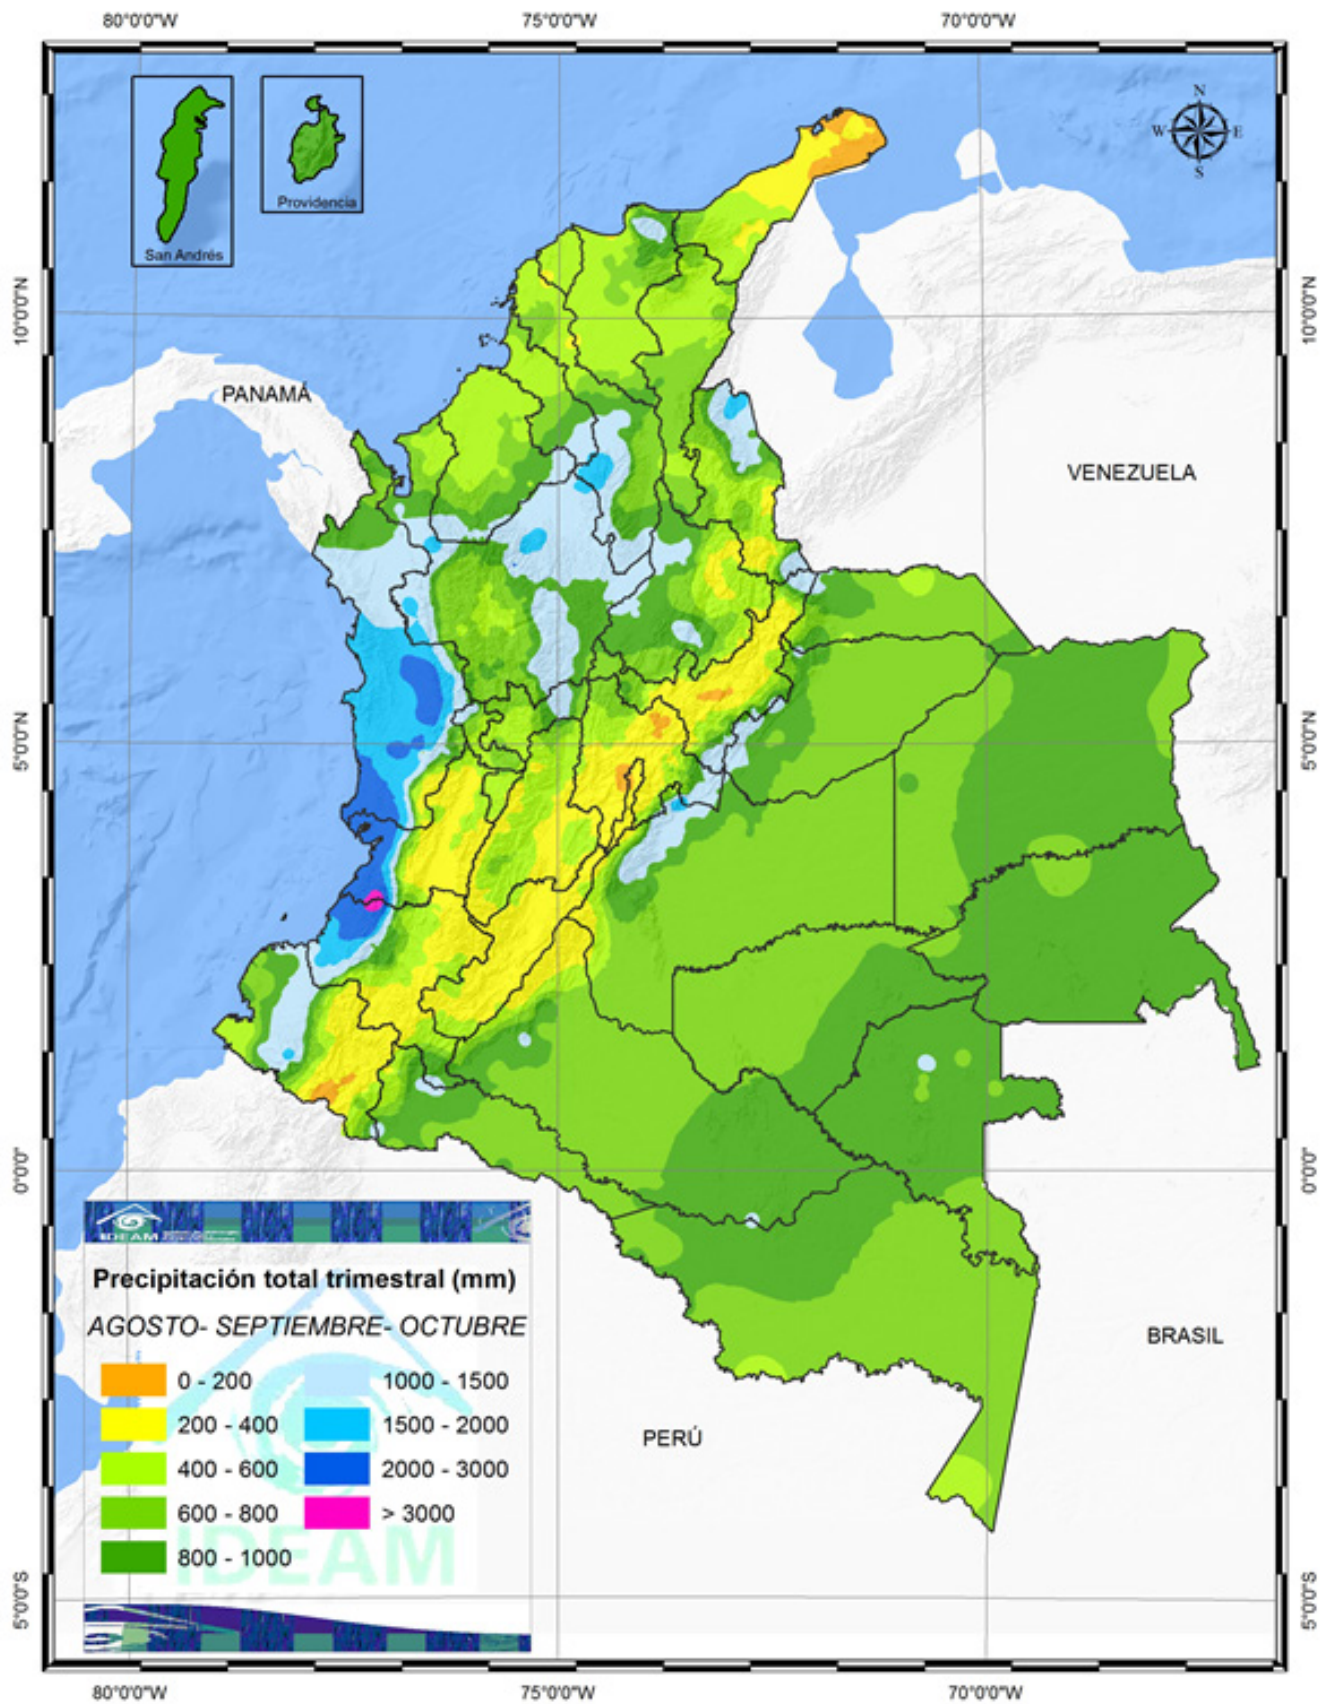 80°0'0"W 75°0'0"W 70°0'0"W
N
W E
S
San Andrés
Providencia
10°0'0"N 10°0'0"N
PANAMÁ
VENEZUELA
5°0'0"N 5°0'0"N
0°0'0" 0°0'0"
IDEAM
Precipitación total trimestral (mm)
AGOSTO- SEPTIEMBRE- OCTUBRE
0 - 200 1000 - 1500
200 - 400 1500 - 2000
400 - 600 2000 - 3000
600 - 800 > 3000
800 - 1000
IDEAM
BRASIL
PERÚ
5°0'0"S 5°0'0"S
80°0'0"W 75°0'0"W 70°0'0"W